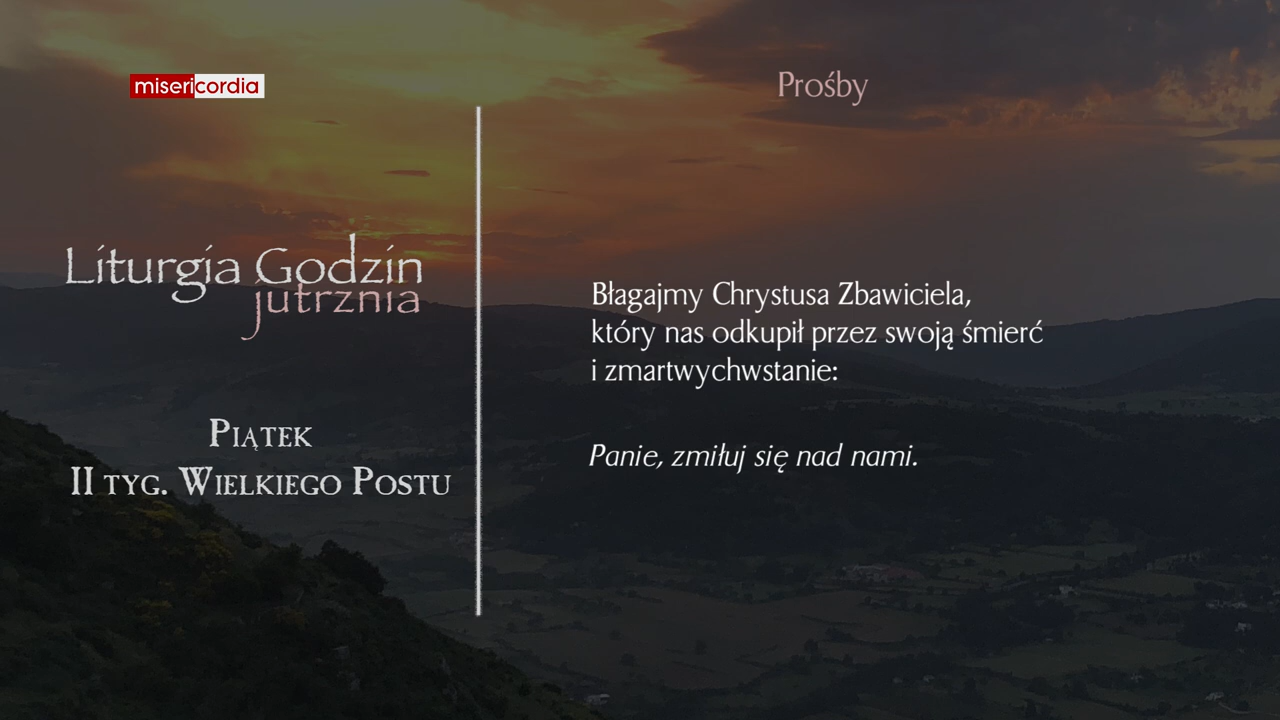 misericordia
Prośby
Liturgia Godzin
jutrznia
Piątek
II tyg. Wielkiego Postu
Błagajmy Chrystusa Zbawiciela,
który nas odkupił przez swoją śmierć
i zmartwychwstanie:
Panie, zmiłuj się nad nami.